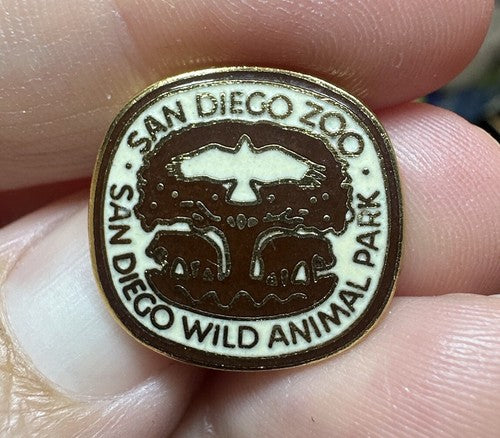 SAN DIEGO ZOO
SAN DIEGO WILD ANIMAL PARK